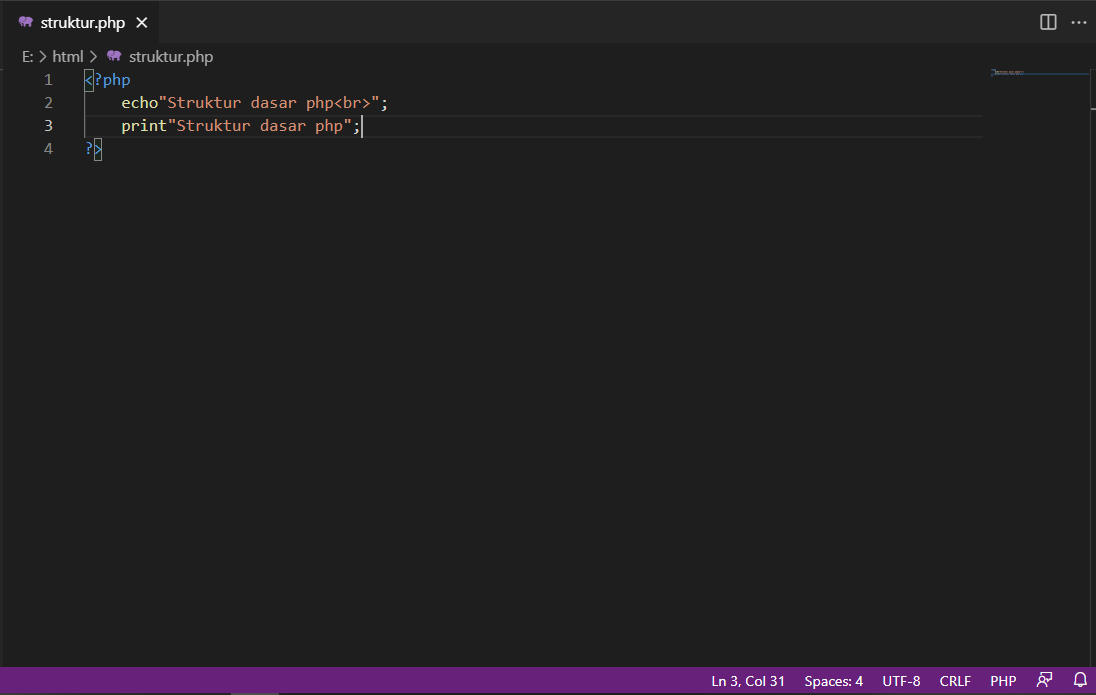 struktur.php
E: > html > struktur.php
1 <?php
2 echo"Struktur dasar php<br>";
3 print"Struktur dasar php";
4 ?>
Ln 3, Col 31 Spaces: 4 UTF-8 CRLF PHP